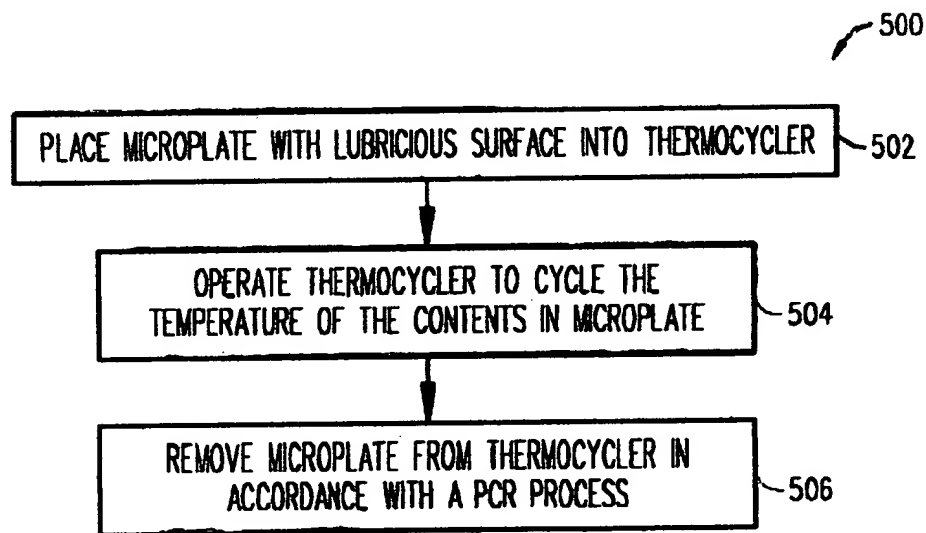 500
PLACE MICROPLATE WITH LUBRICIOUS SURFACE INTO THERMOCYCLER
502
OPERATE THERMOCYCLER TO CYCLE THE
TEMPERATURE OF THE CONTENTS IN MICROPLATE
504
REMOVE MICROPLATE FROM THERMOCYCLER IN
ACCORDANCE WITH A PCR PROCESS
506